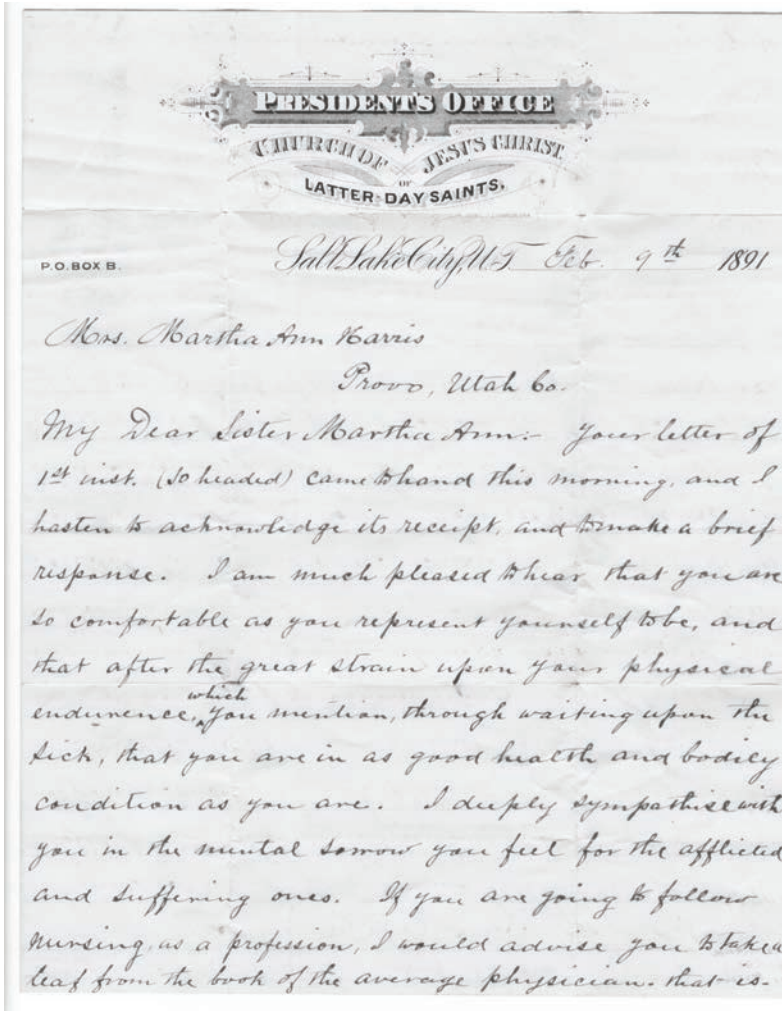 PRESIDENT'S OFFICE
CHURCH OF JESUS CHRIST
OF
LATTER-DAY SAINTS.
P.O. BOX B. Salt Lake City, U.T. Feb. 9th 1891
Mrs. Martha Ann Harris
Provo, Utah Co.
My Dear Sister Martha Ann:- Your letter of
1st inst. (so headed) came to hand this morning, and I
hasten to acknowledge its receipt, and to make a brief
response. I am much pleased to hear that you are
so comfortable as you represent yourself to be, and
that after the great strain upon your physical
which
endurence, you mention, through waiting upon the
sick, that you are in as good health and bodily
condition as you are. I deeply sympathise with
you in the mental sorrow you feel for the afflicted
and suffering ones. If you are going to follow
nursing, as a profession, I would advise you to take a
leaf from the book of the average physician. that is-